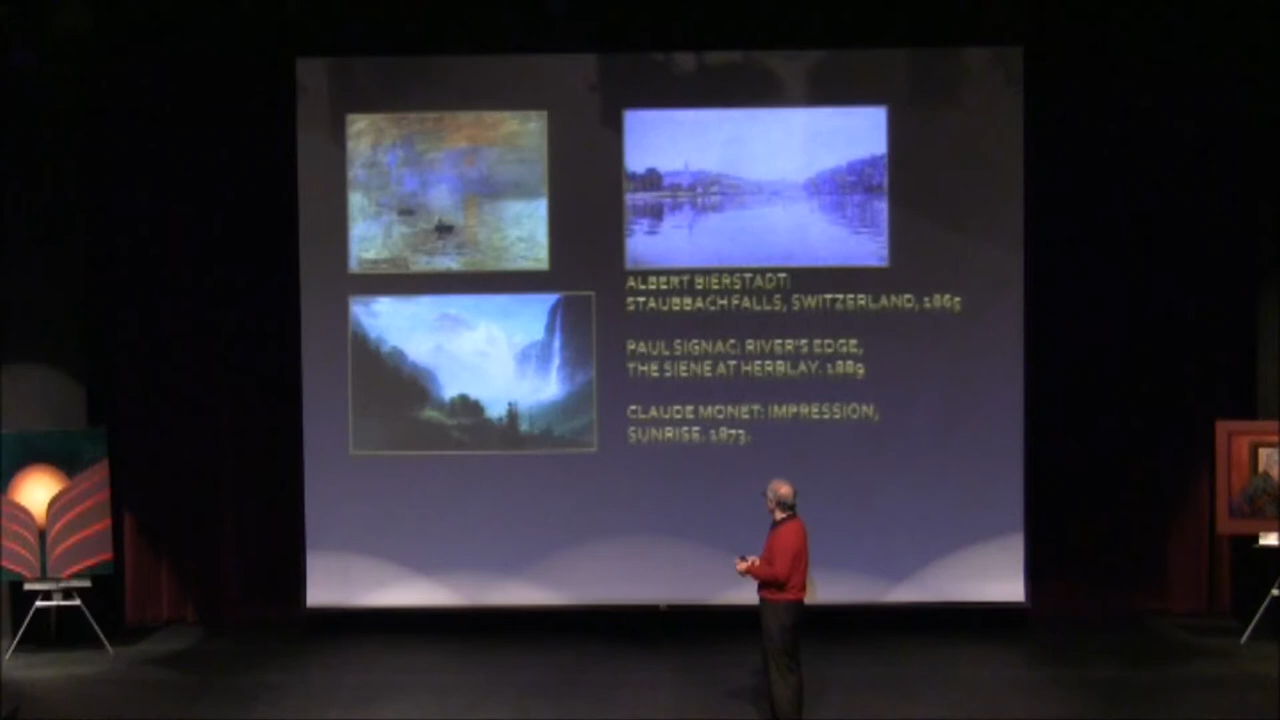 ALBERT BIERSTADT:
STAUBBACH FALLS, SWITZERLAND, 1865
PAUL SIGNAC: RIVER'S EDGE,
THE SIENE AT HERBLAY. 1889
CLAUDE MONET: IMPRESSION,
SUNRISE. 1873.